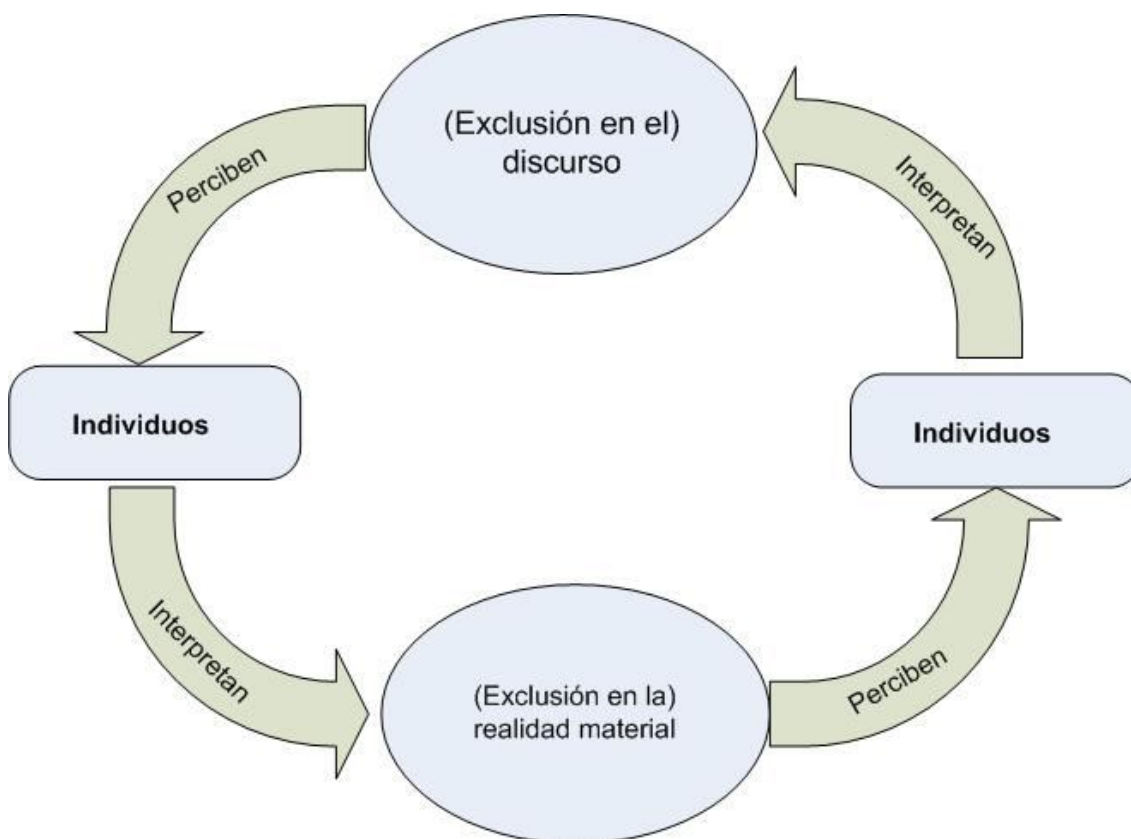 (Exclusión en el)
discurso
Perciben
Interpretan
Individuos
Individuos
Interpretan
(Exclusión en la)
realidad material
Perciben